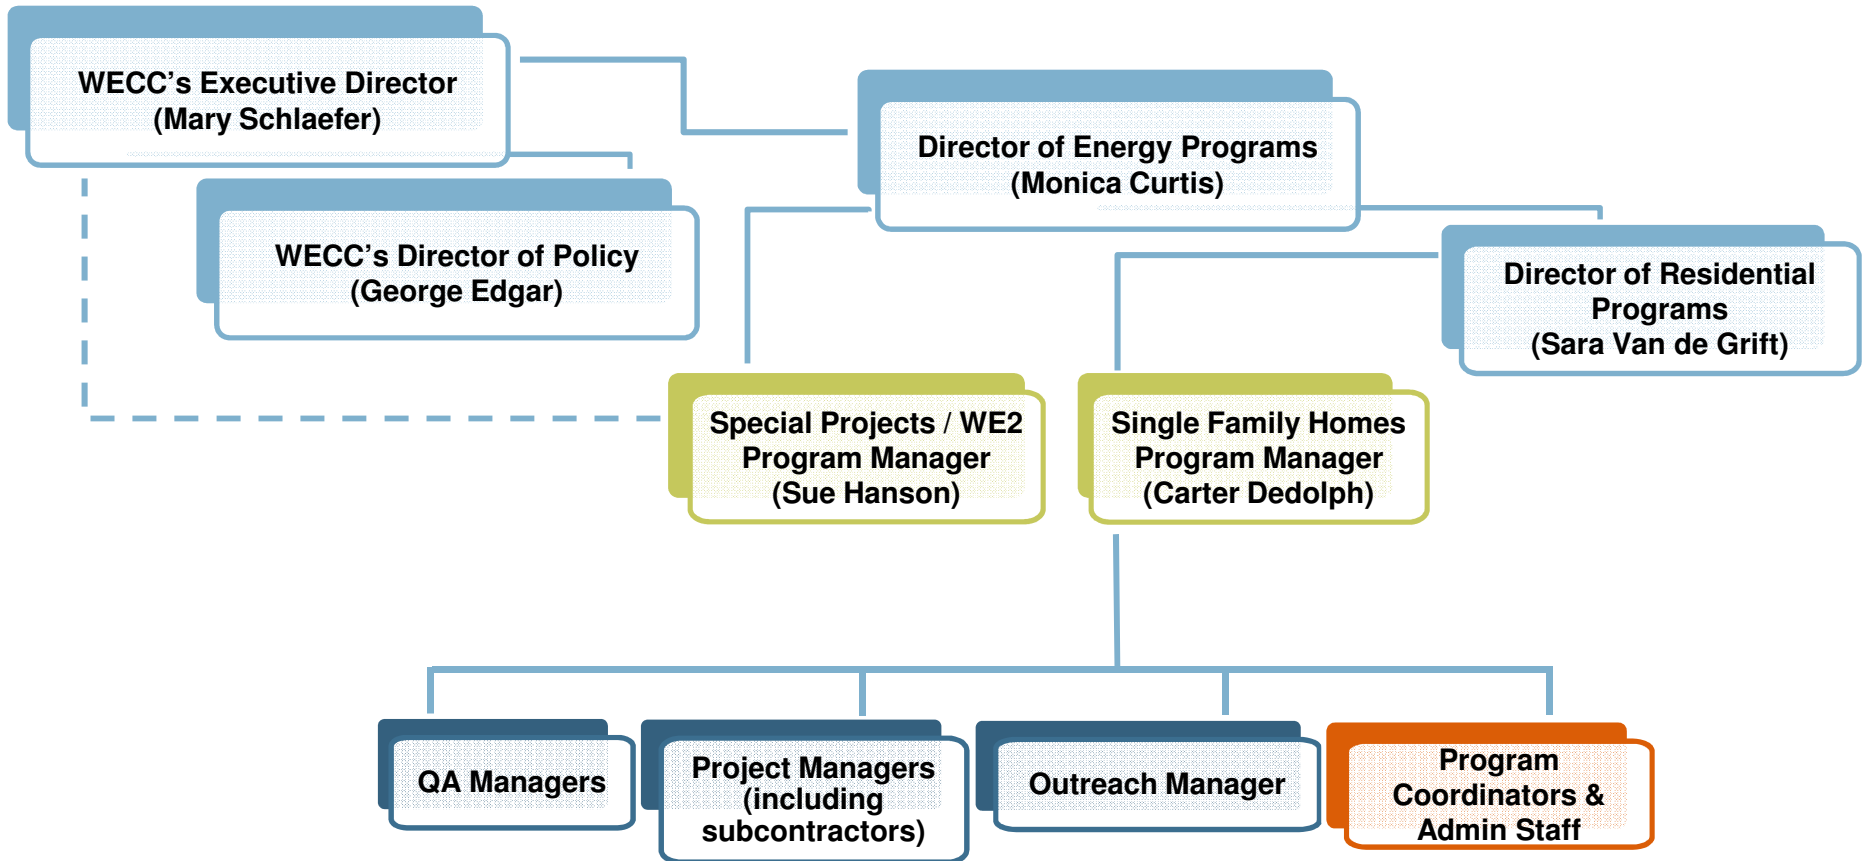 WECC’s Executive Director
(Mary Schlaefer)
Director of Energy Programs
(Monica Curtis)
WECC’s Director of Policy
(George Edgar)
Director of Residential
Programs
(Sara Van de Grift)
Special Projects / WE2
Program Manager
(Sue Hanson)
Single Family Homes
Program Manager
(Carter Dedolph)
QA Managers
Project Managers
(including
subcontractors)
Outreach Manager
Program
Coordinators &
Admin Staff